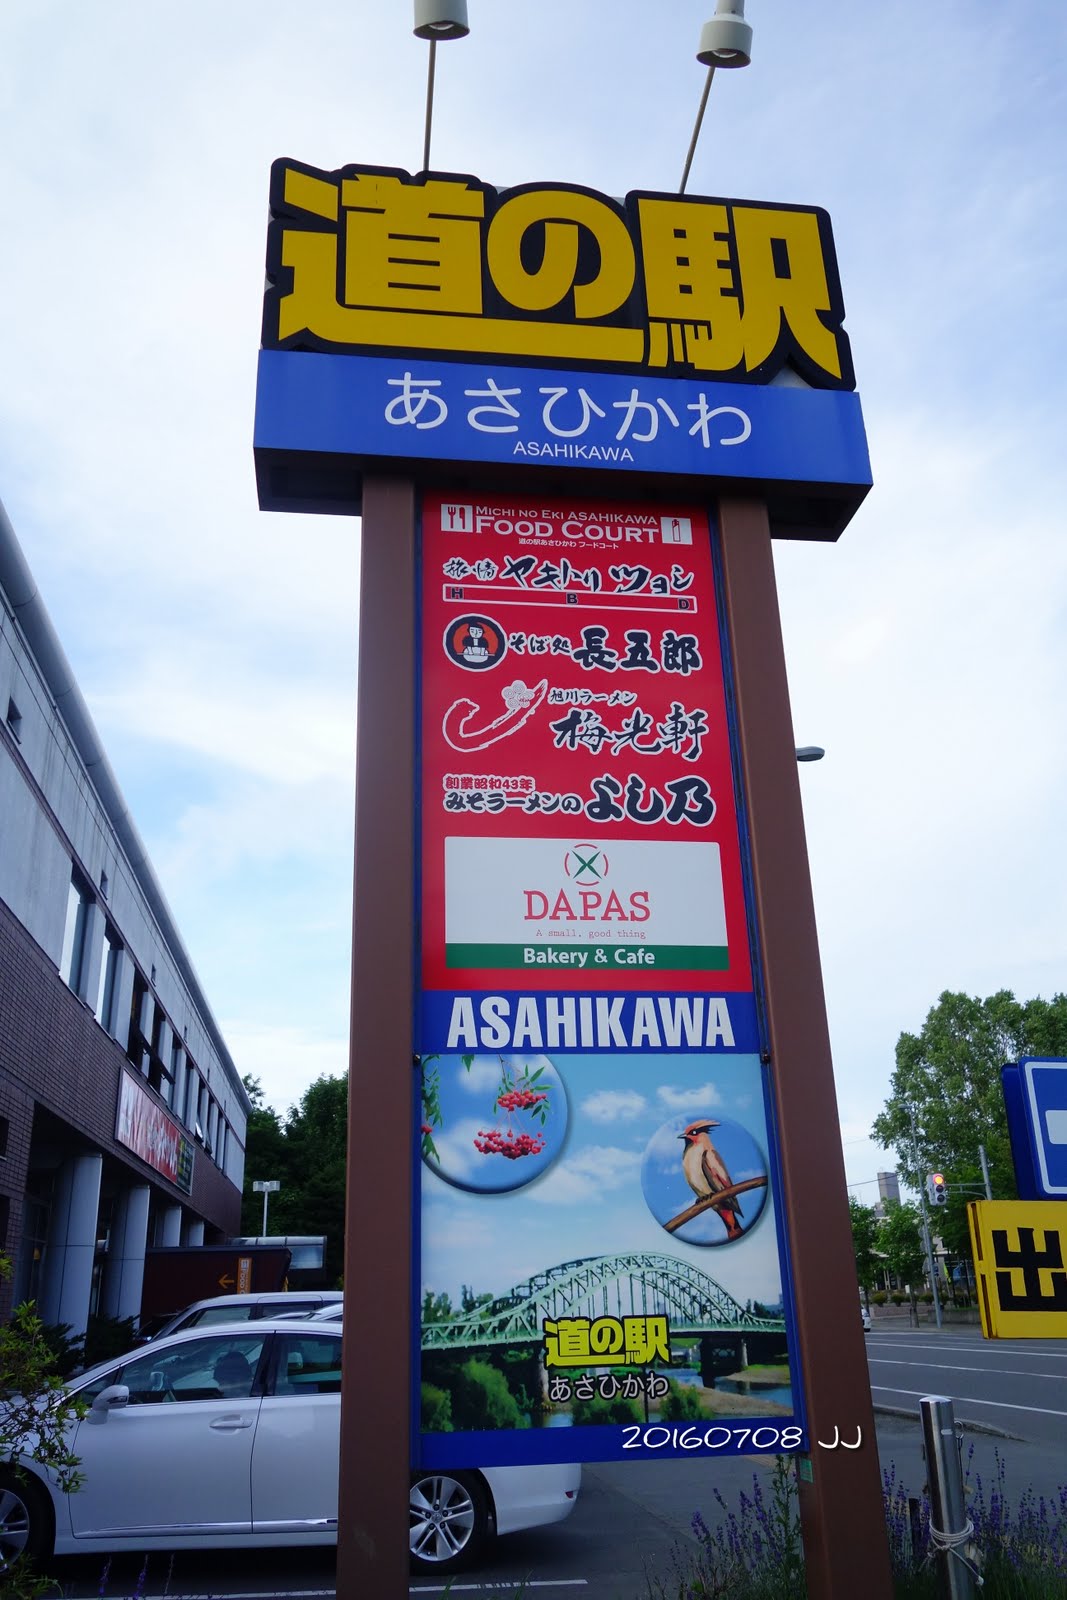 道の駅
あさひかわ
ASAHIKAWA
MICHI NO EKI ASAHIKAWA
FOOD COURT
道の駅あさひかわ フードコート
旅情 ヤキトリ ツヨシ
H B D
そば処 長五郎
旭川ラーメン
梅光軒
創業昭和43年
みそラーメンの よし乃
DAPAS
A small, good thing
Bakery & Cafe
ASAHIKAWA
道の駅
あさひかわ
出
20160708 JJ